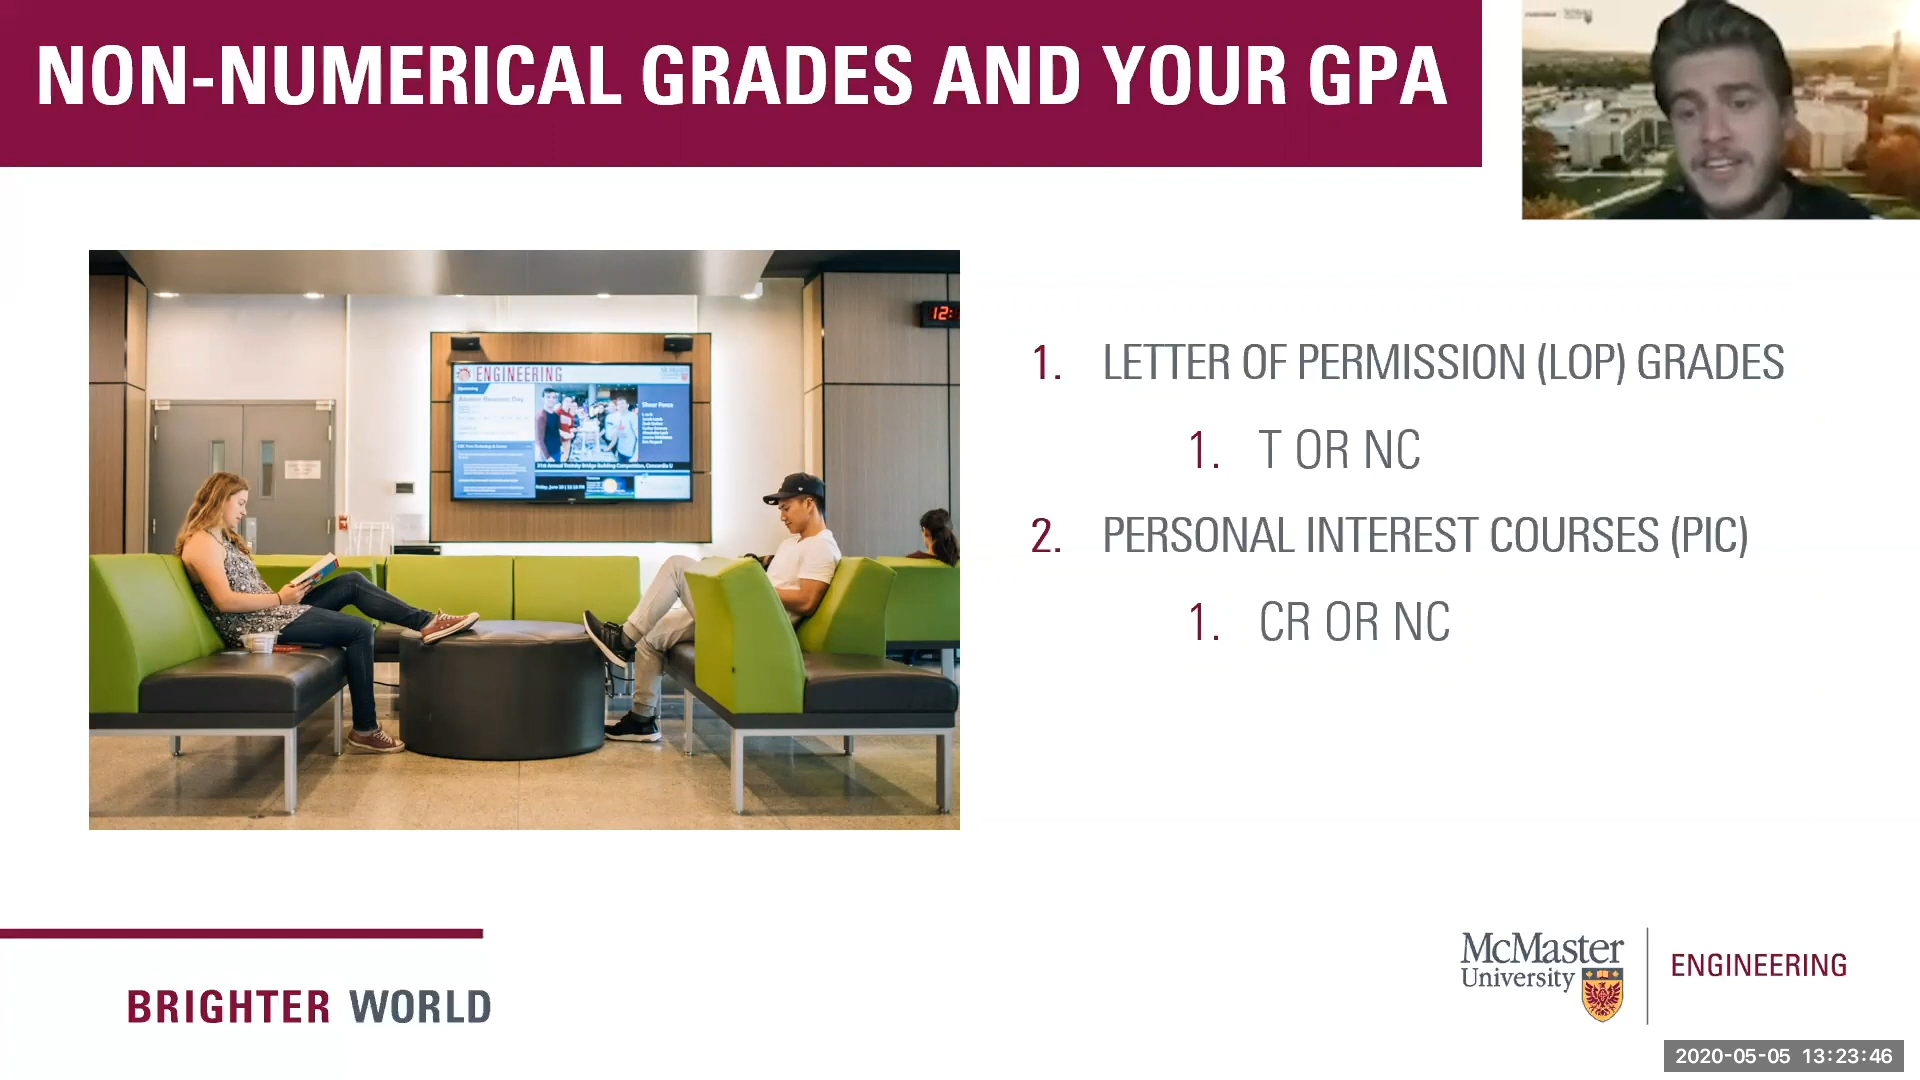 NON-NUMERICAL GRADES AND YOUR GPA
12:
ENGINEERING
1. LETTER OF PERMISSION (LOP) GRADES
1. T OR NC
2. PERSONAL INTEREST COURSES (PIC)
1. CR OR NC
BRIGHTER WORLD
McMaster
University
ENGINEERING
2020-05-05 13:23:46